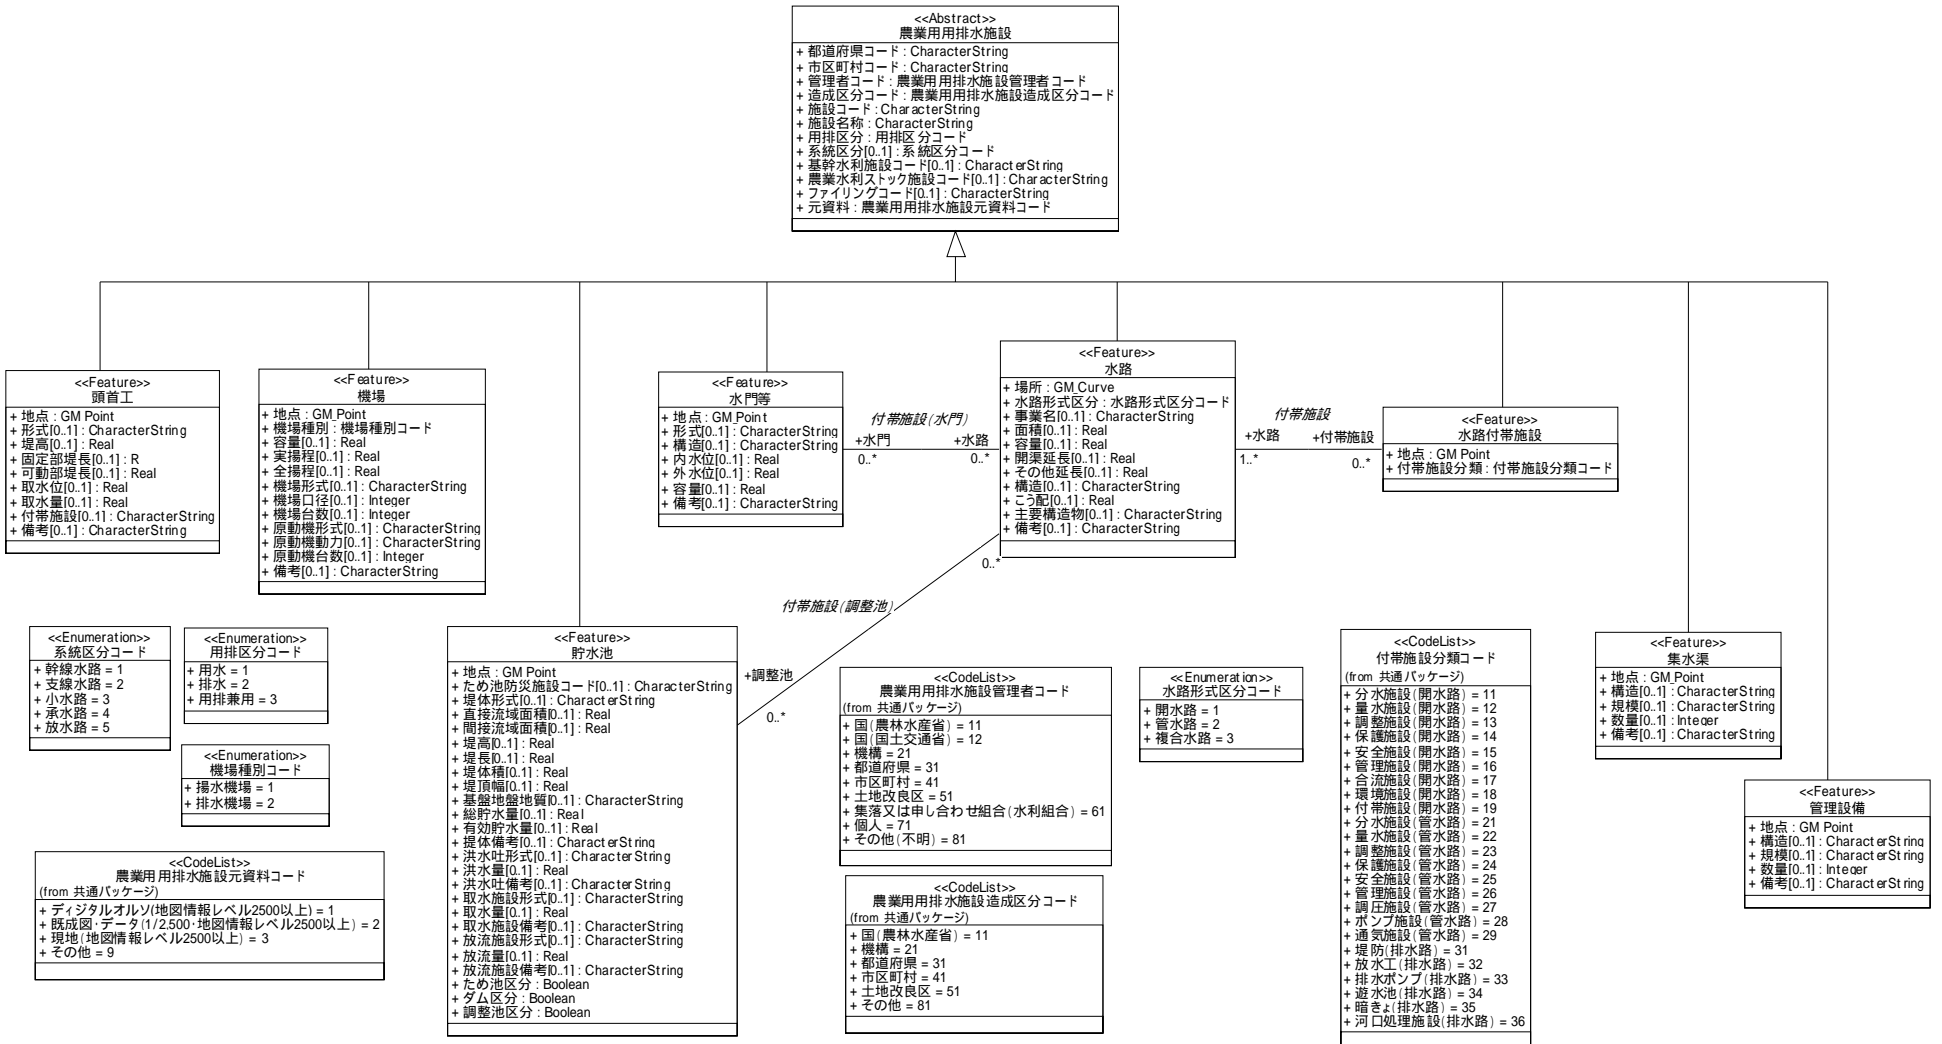 <<Abstract>>
農業用用排水施設
+ 都道府県コード : CharacterString
+ 市区町村コード : CharacterString
+ 管理者コード : 農業用用排水施設管理者コード
+ 造成区分コード : 農業用用排水施設造成区分コード
+ 施設コード : CharacterString
+ 施設名称 : CharacterString
+ 用排区分 : 用排区分コード
+ 系統区分[0..1] : 系統区分コード
+ 基幹水利施設コード[0..1] : CharacterString
+ 農業水利ストック施設コード[0..1] : CharacterString
+ ファイリングコード[0..1] : CharacterString
+ 元資料 : 農業用用排水施設元資料コード
<<Feature>>
頭首工
+ 地点 : GM_Point
+ 形式[0..1] : CharacterString
+ 堤高[0..1] : Real
+ 固定部堤長[0..1] : R
+ 可動部堤長[0..1] : Real
+ 取水位[0..1] : Real
+ 取水量[0..1] : Real
+ 付帯施設[0..1] : CharacterString
+ 備考[0..1] : CharacterString
<<Feature>>
機場
+ 地点 : GM_Point
+ 機場種別 : 機場種別コード
+ 容量[0..1] : Real
+ 実揚程[0..1] : Real
+ 全揚程[0..1] : Real
+ 機場形式[0..1] : CharacterString
+ 機場口径[0..1] : Integer
+ 機場台数[0..1] : Integer
+ 原動機形式[0..1] : CharacterString
+ 原動機動力[0..1] : CharacterString
+ 原動機台数[0..1] : Integer
+ 備考[0..1] : CharacterString
<<Feature>>
水門等
+ 地点 : GM_Point
+ 形式[0..1] : CharacterString
+ 構造[0..1] : CharacterString
+ 内水位[0..1] : Real
+ 外水位[0..1] : Real
+ 容量[0..1] : Real
+ 備考[0..1] : CharacterString
付帯施設(水門)
+水門
+水路
0..*
0..*
<<Feature>>
水路
+ 場所 : GM_Curve
+ 水路形式区分 : 水路形式区分コード
+ 事業名[0..1] : CharacterString
+ 面積[0..1] : Real
+ 容量[0..1] : Real
+ 開渠延長[0..1] : Real
+ その他延長[0..1] : Real
+ 構造[0..1] : CharacterString
+ こう配[0..1] : Real
+ 主要構造物[0..1] : CharacterString
+ 備考[0..1] : CharacterString
付帯施設
+水路
+付帯施設
1..*
0..*
<<Feature>>
水路付帯施設
+ 地点 : GM_Point
+ 付帯施設分類 : 付帯施設分類コード
0..*
付帯施設(調整池)
+調整池
0..*
<<Enumeration>>
系統区分コード
+ 幹線水路 = 1
+ 支線水路 = 2
+ 小水路 = 3
+ 承水路 = 4
+ 放水路 = 5
<<Enumeration>>
用排区分コード
+ 用水 = 1
+ 排水 = 2
+ 用排兼用 = 3
<<Enumeration>>
機場種別コード
+ 揚水機場 = 1
+ 排水機場 = 2
<<CodeList>>
農業用用排水施設元資料コード
(from 共通パッケージ)
+ ディジタルオルソ(地図情報レベル2500以上) = 1
+ 既成図・データ(1/2,500・地図情報レベル2500以上) = 2
+ 現地(地図情報レベル2500以上) = 3
+ その他 = 9
<<Feature>>
貯水池
+ 地点 : GM_Point
+ ため池防災施設コード[0..1] : CharacterString
+ 堤体形式[0..1] : CharacterString
+ 直接流域面積[0..1] : Real
+ 間接流域面積[0..1] : Real
+ 堤高[0..1] : Real
+ 堤長[0..1] : Real
+ 堤体積[0..1] : Real
+ 堤頂幅[0..1] : Real
+ 基盤地盤地質[0..1] : CharacterString
+ 総貯水量[0..1] : Real
+ 有効貯水量[0..1] : Real
+ 提体備考[0..1] : CharacterString
+ 洪水吐形式[0..1] : CharacterString
+ 洪水量[0..1] : Real
+ 洪水吐備考[0..1] : CharacterString
+ 取水施設形式[0..1] : CharacterString
+ 取水量[0..1] : Real
+ 取水施設備考[0..1] : CharacterString
+ 放流施設形式[0..1] : CharacterString
+ 放流量[0..1] : Real
+ 放流施設備考[0..1] : CharacterString
+ ため池区分 : Boolean
+ ダム区分 : Boolean
+ 調整池区分 : Boolean
<<CodeList>>
農業用用排水施設管理者コード
(from 共通パッケージ)
+ 国(農林水産省) = 11
+ 国(国土交通省) = 12
+ 機構 = 21
+ 都道府県 = 31
+ 市区町村 = 41
+ 土地改良区 = 51
+ 集落又は申し合わせ組合(水利組合) = 61
+ 個人 = 71
+ その他(不明) = 81
<<CodeList>>
農業用用排水施設造成区分コード
(from 共通パッケージ)
+ 国(農林水産省) = 11
+ 機構 = 21
+ 都道府県 = 31
+ 市区町村 = 41
+ 土地改良区 = 51
+ その他 = 81
<<Enumeration>>
水路形式区分コード
+ 開水路 = 1
+ 管水路 = 2
+ 複合水路 = 3
<<CodeList>>
付帯施設分類コード
(from 共通パッケージ)
+ 分水施設(開水路) = 11
+ 量水施設(開水路) = 12
+ 調整施設(開水路) = 13
+ 保護施設(開水路) = 14
+ 安全施設(開水路) = 15
+ 管理施設(開水路) = 16
+ 合流施設(開水路) = 17
+ 環境施設(開水路) = 18
+ 付帯施設(開水路) = 19
+ 分水施設(管水路) = 21
+ 量水施設(管水路) = 22
+ 調整施設(管水路) = 23
+ 保護施設(管水路) = 24
+ 安全施設(管水路) = 25
+ 管理施設(管水路) = 26
+ 調圧施設(管水路) = 27
+ ポンプ施設(管水路) = 28
+ 通気施設(管水路) = 29
+ 堤防(排水路) = 31
+ 放水工(排水路) = 32
+ 排水ポンプ(排水路) = 33
+ 遊水池(排水路) = 34
+ 暗きょ(排水路) = 35
+ 河口処理施設(排水路) = 36
<<Feature>>
集水渠
+ 地点 : GM_Point
+ 構造[0..1] : CharacterString
+ 規模[0..1] : CharacterString
+ 数量[0..1] : Integer
+ 備考[0..1] : CharacterString
<<Feature>>
管理設備
+ 地点 : GM_Point
+ 構造[0..1] : CharacterString
+ 規模[0..1] : CharacterString
+ 数量[0..1] : Integer
+ 備考[0..1] : CharacterString